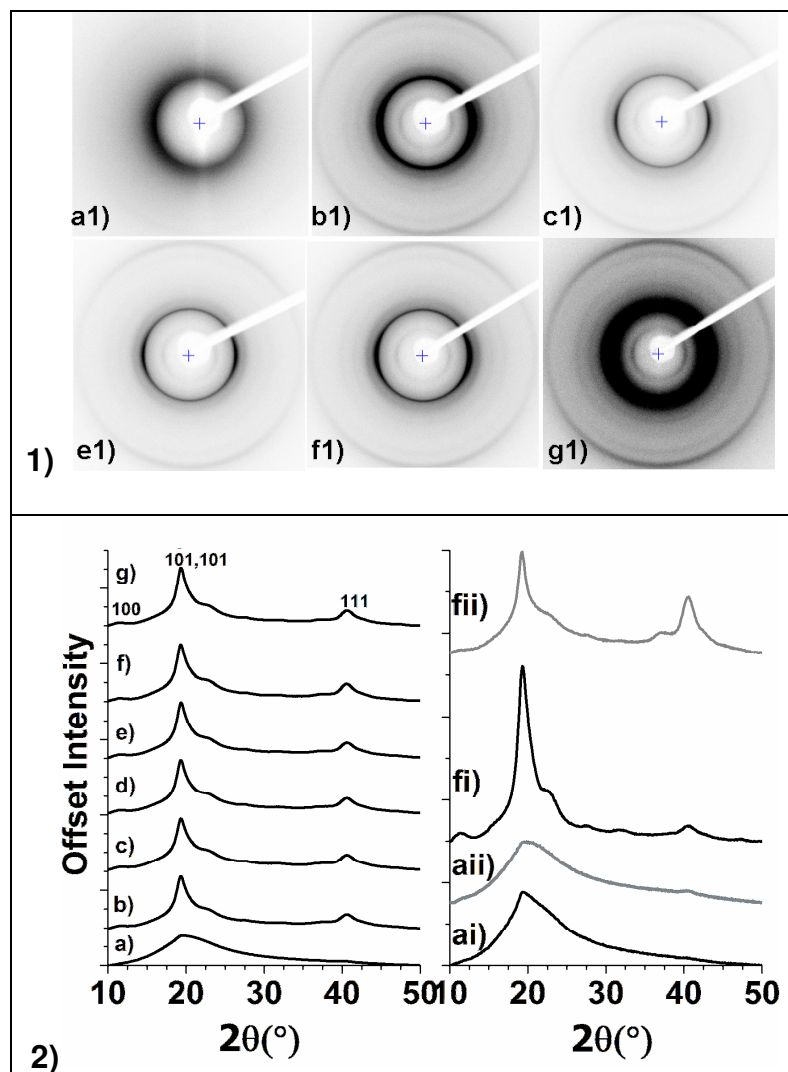 a1)
b1)
c1)
e1)
f1)
g1)
1)
101,101
g)
100
111
f)
e)
d)
c)
b)
a)
Offset Intensity
10 20 30 40 50
2θ(°)
fii)
fi)
aii)
ai)
10 20 30 40 50
2θ(°)
2)